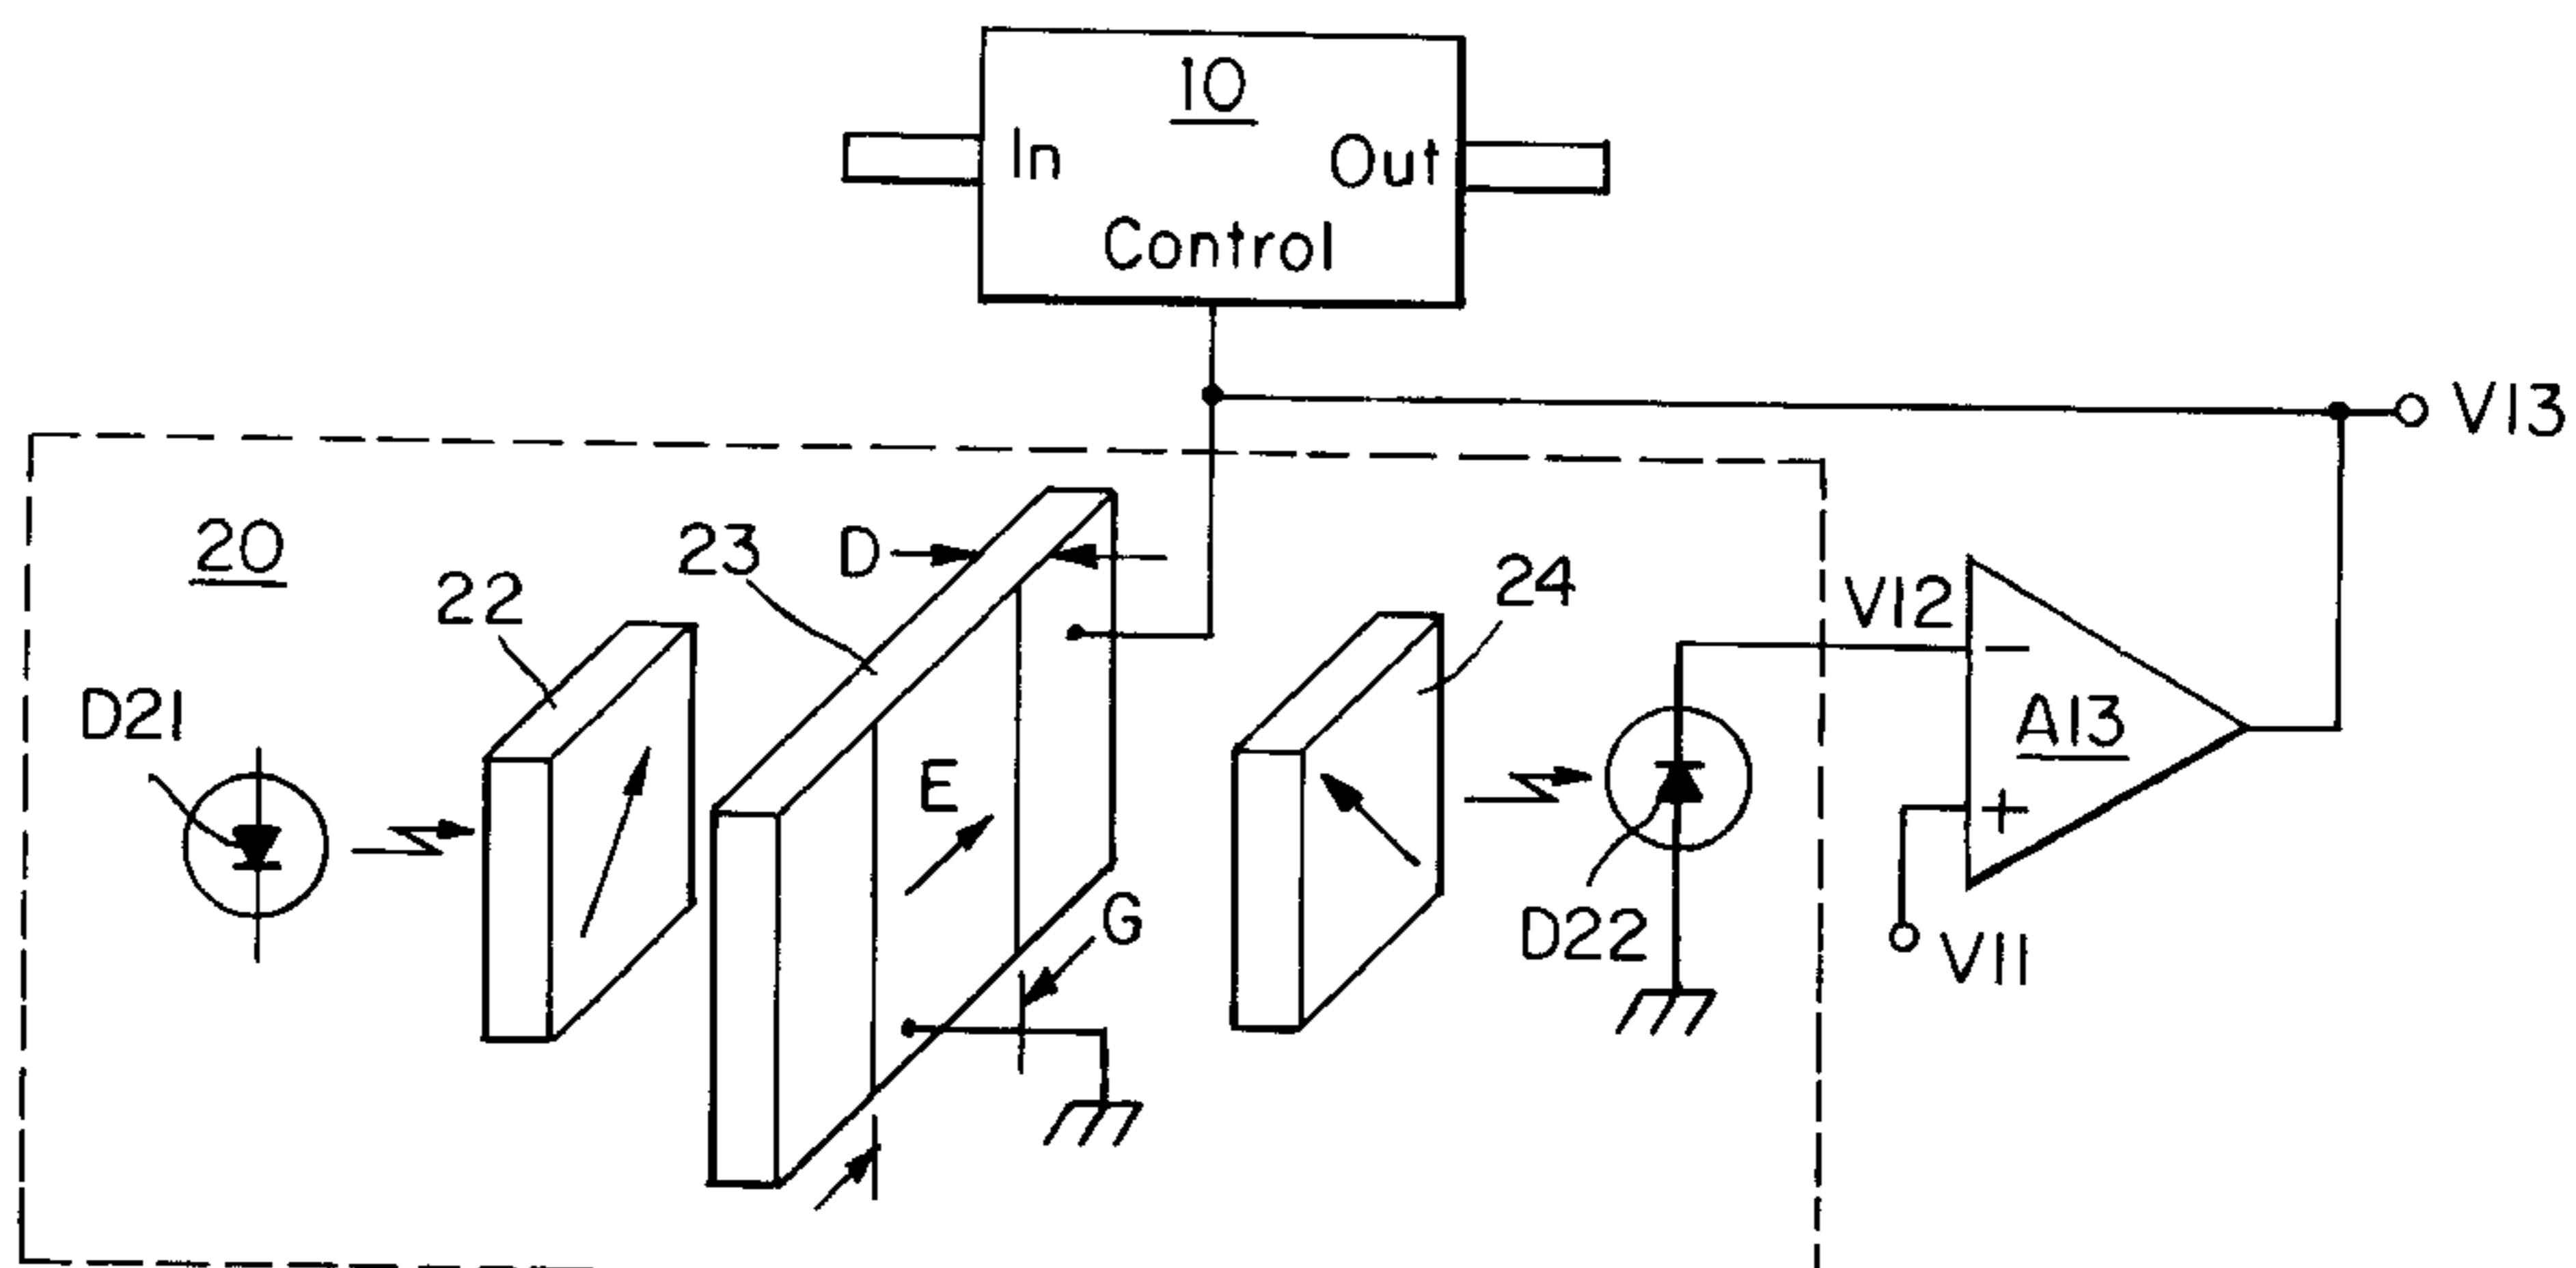 10
In Out
Control
V13
20
22
23
D
24
V12
D21
E
A13
G
D22
V11
- +